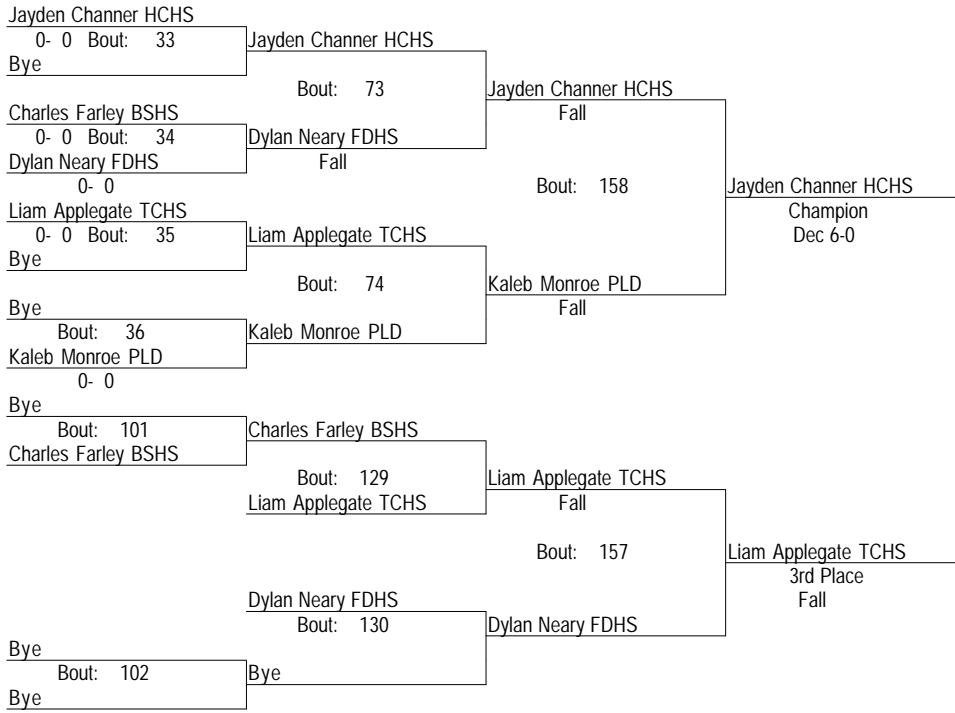 Jayden Channer HCHS
0- 0 Bout: 33
Jayden Channer HCHS
Bye
Bout: 73
Jayden Channer HCHS
Charles Farley BSHS
Fall
0- 0 Bout: 34
Dylan Neary FDHS
Dylan Neary FDHS
Fall
0- 0
Bout: 158
Jayden Channer HCHS
Liam Applegate TCHS
Champion
0- 0 Bout: 35
Liam Applegate TCHS
Dec 6-0
Bye
Bout: 74
Kaleb Monroe PLD
Bye
Fall
Bout: 36
Kaleb Monroe PLD
Kaleb Monroe PLD
0- 0
Bye
Bout: 101
Charles Farley BSHS
Charles Farley BSHS
Bout: 129
Liam Applegate TCHS
Liam Applegate TCHS
Fall
Bout: 157
Liam Applegate TCHS
3rd Place
Dylan Neary FDHS
Fall
Bout: 130
Dylan Neary FDHS
Bye
Bout: 102
Bye
Bye